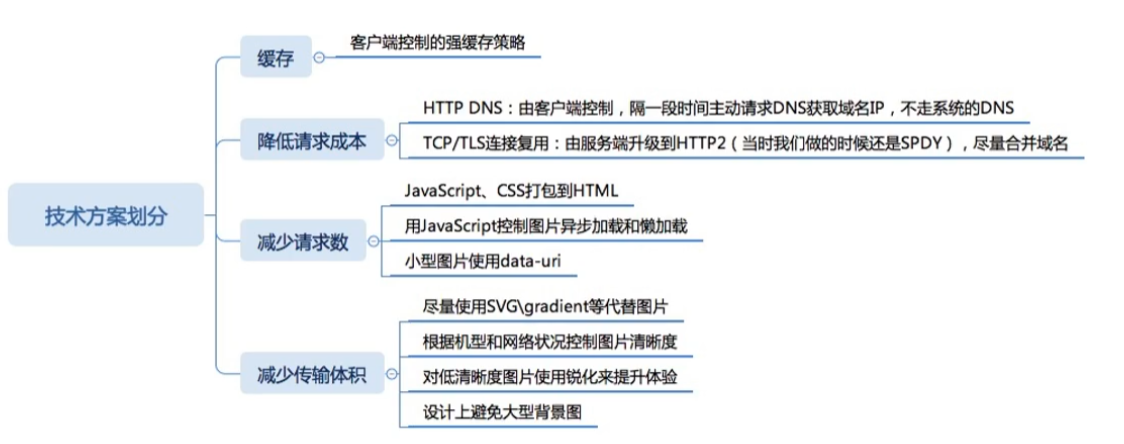 技术方案划分
缓存
客户端控制的强缓存策略
降低请求成本
HTTP DNS：由客户端控制，隔一段时间主动请求DNS获取域名IP，不走系统的DNS
TCP/TLS连接复用：由服务端升级到HTTP2（当时我们做的时候还是SPDY），尽量合并域名
减少请求数
JavaScript、CSS打包到HTML
用JavaScript控制图片异步加载和懒加载
小型图片使用data-uri
减少传输体积
尽量使用SVG\gradient等代替图片
根据机型和网络状况控制图片清晰度
对低清晰度图片使用锐化来提升体验
设计上避免大型背景图